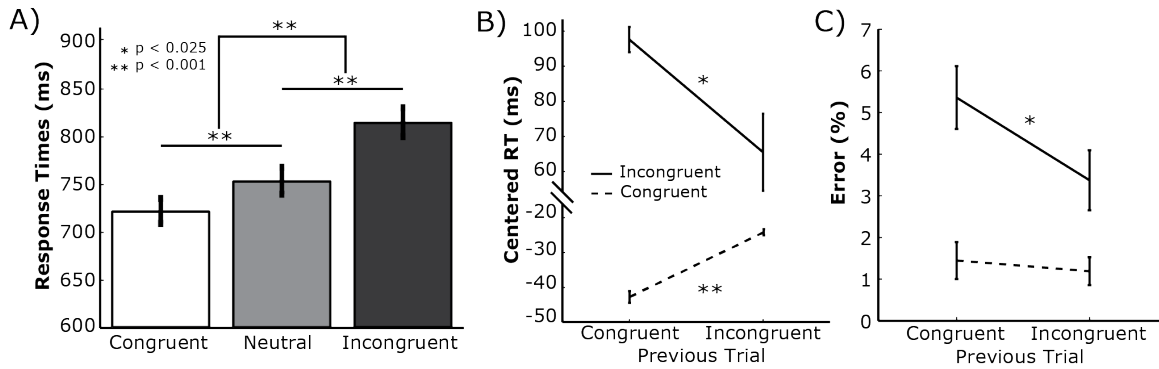 A)
* p < 0.025
** p < 0.001
**
**
**
Response Times (ms)
900
850
800
750
700
650
600
Congruent Neutral Incongruent
B)
*
Centered RT (ms)
100
90
80
70
60
-20
-30
-40
-50
Incongruent
Congruent
**
Congruent Incongruent
Previous Trial
C)
*
Error (%)
7
6
5
4
3
2
1
0
Congruent Incongruent
Previous Trial